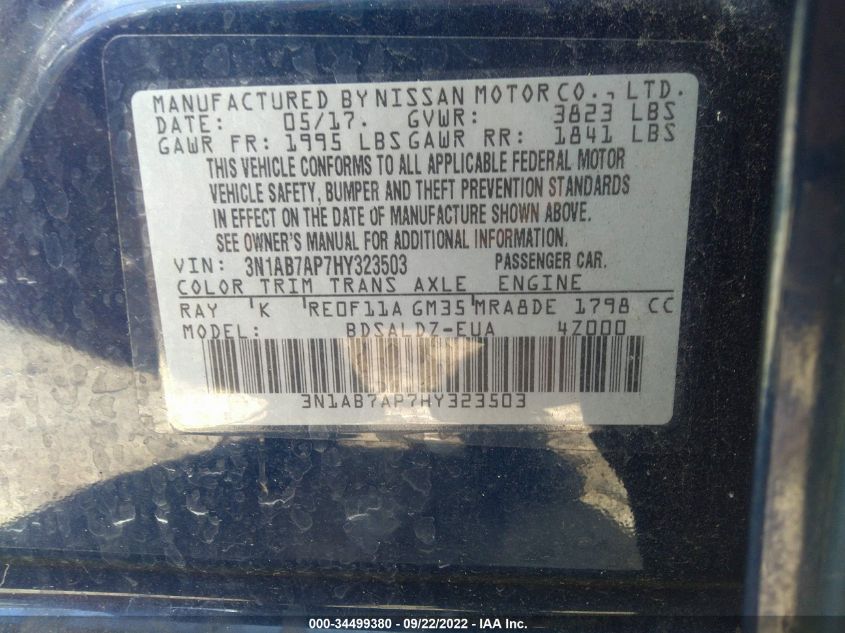 MANUFACTURED BY NISSAN MOTOR CO., LTD.
DATE: 05/17. GVWR: 3823 LBS
GAWR FR: 1995 LBS GAWR RR: 1841 LBS
THIS VEHICLE CONFORMS TO ALL APPLICABLE FEDERAL MOTOR
VEHICLE SAFETY, BUMPER AND THEFT PREVENTION STANDARDS
IN EFFECT ON THE DATE OF MANUFACTURE SHOWN ABOVE.
SEE OWNER'S MANUAL FOR ADDITIONAL INFORMATION.
VIN: 3N1AB7AP7HY323503 PASSENGER CAR.
COLOR TRIM TRANS AXLE ENGINE
RAY K RE0F11A GM35 MRA8DE 1798 CC
MODEL: BDSALDZ-EUA 4Z000
3N1AB7AP7HY323503
000-34499380 - 09/22/2022 - IAA Inc.